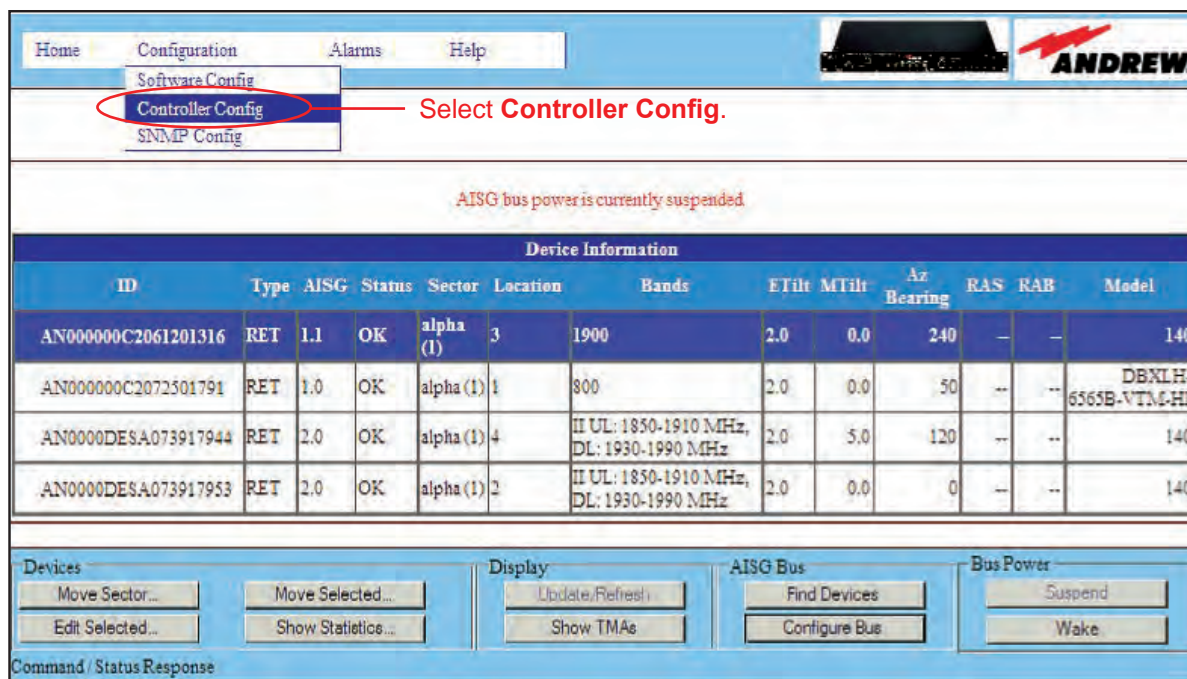 Home Configuration Alarms Help
ANDREW
Software Config
Controller Config
Select Controller Config.
SNMP Config
AISG bus power is currently suspended
Device Information
ID Type AISG Status Sector Location Bands ETilt MTilt Az Bearing RAS RAB Model
AN000000C2061201316 RET 1.1 OK alpha (1) 3 1900 2.0 0.0 240 -- -- 140
AN000000C2072501791 RET 1.0 OK alpha (1) 1 800 2.0 0.0 50 -- -- DBXLH 6565B-VTM-HI
AN0000DESA073917944 RET 2.0 OK alpha (1) 4 II UL: 1850-1910 MHz, DL: 1930-1990 MHz 2.0 5.0 120 -- -- 140
AN0000DESA073917953 RET 2.0 OK alpha (1) 2 II UL: 1850-1910 MHz, DL: 1930-1990 MHz 2.0 0.0 0 -- -- 140
Devices Display AISG Bus Bus Power
Move Sector... Move Selected... Update/Refresh Find Devices Suspend
Edit Selected... Show Statistics... Show TMAs Configure Bus Wake
Command / Status Response